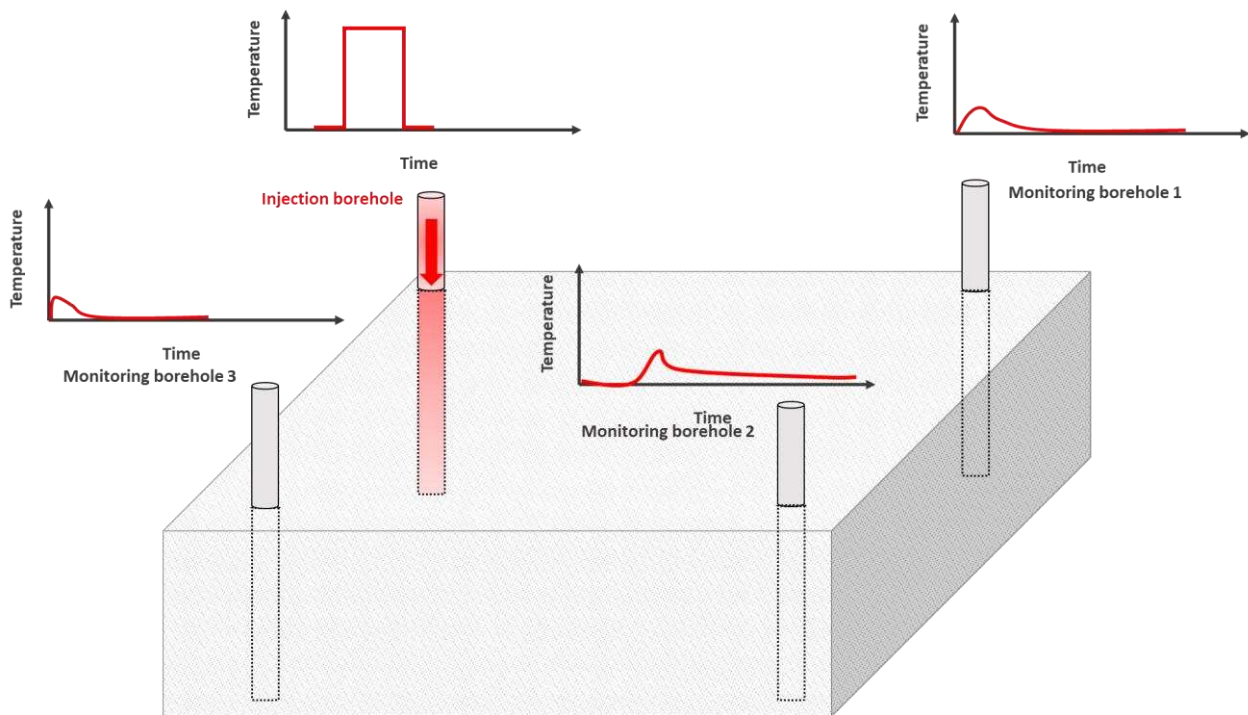 Temperature
Time
Injection borehole
Temperature
Time
Monitoring borehole 1
Temperature
Time
Monitoring borehole 3
Temperature
Time
Monitoring borehole 2